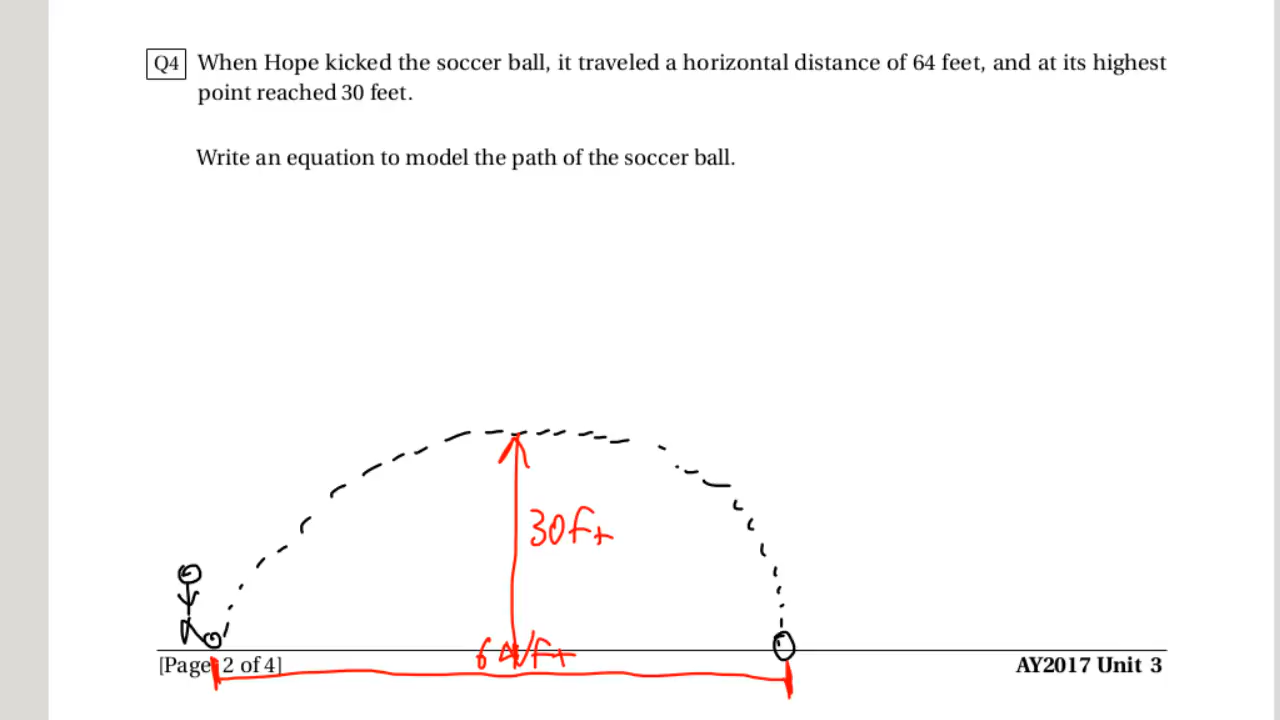 Q4 When Hope kicked the soccer ball, it traveled a horizontal distance of 64 feet, and at its highest
point reached 30 feet.
Write an equation to model the path of the soccer ball.
30Ft
64Ft
[Page 2 of 4]
AY2017 Unit 3